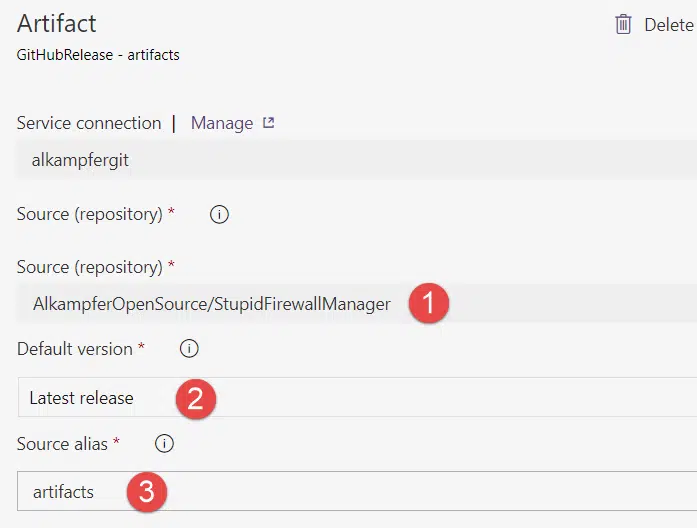 Artifact
Delete
GitHubRelease - artifacts
Service connection | Manage
alkampfergit
Source (repository) *
Source (repository) *
AlkampferOpenSource/StupidFirewallManager 1
Default version *
Latest release 2
Source alias *
artifacts 3